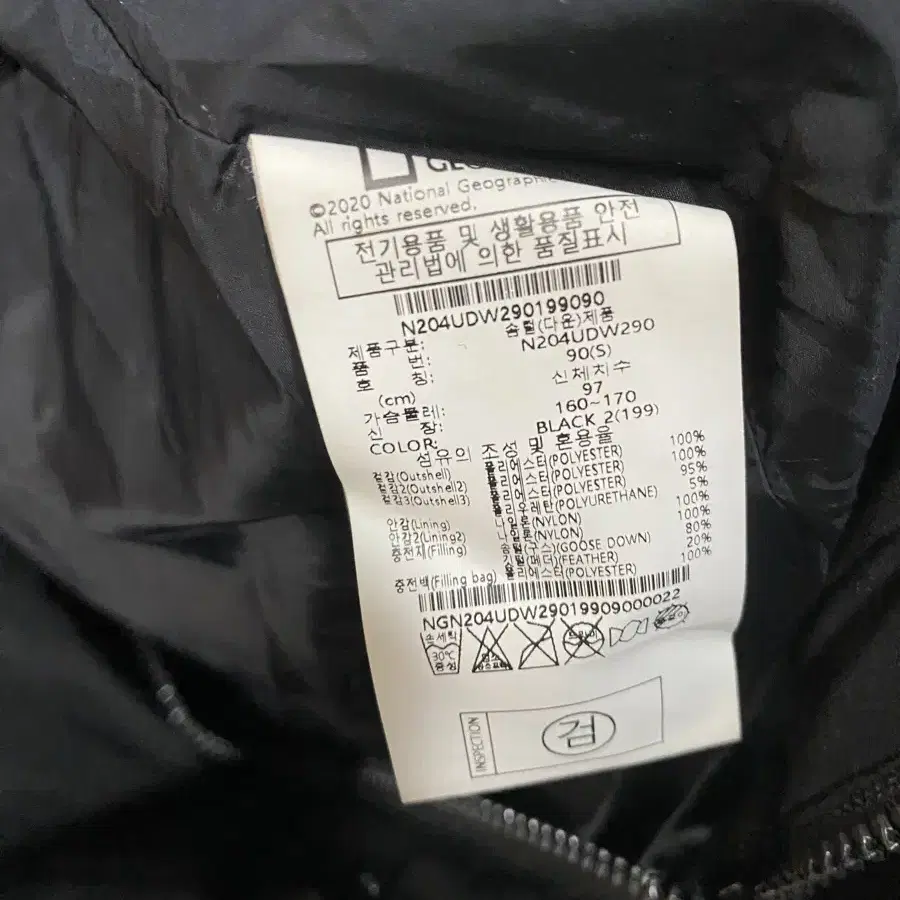 ©2020 National Geographic
All rights reserved.
전기용품 및 생활용품 안전
관리법에 의한 품질표시
N204UDW290199090
제품구분: 솜털(다운)제품
품 번: N204UDW290
호 칭: 90(S)
(cm) 신체치수
가슴둘레: 97
신 장: 160~170
COLOR: BLACK 2(199)
섬유의 조성 및 혼용율
겉감(Outshell) 폴리에스터(POLYESTER) 100%
겉감2(Outshell2) 폴리에스터(POLYESTER) 100%
겉감3(Outshell3) 폴리에스터(POLYESTER) 95%
폴리우레탄(POLYURETHANE) 5%
안감(Lining) 나일론(NYLON) 100%
안감2(Lining2) 나일론(NYLON) 100%
충전재(Filling) 솜털(구스)(GOOSE DOWN) 80%
깃털(페더)(FEATHER) 20%
충전백(Filling bag) 폴리에스터(POLYESTER) 100%
NGN204UDW29019909000022
손세탁
30℃
중성
INSPECTION
검